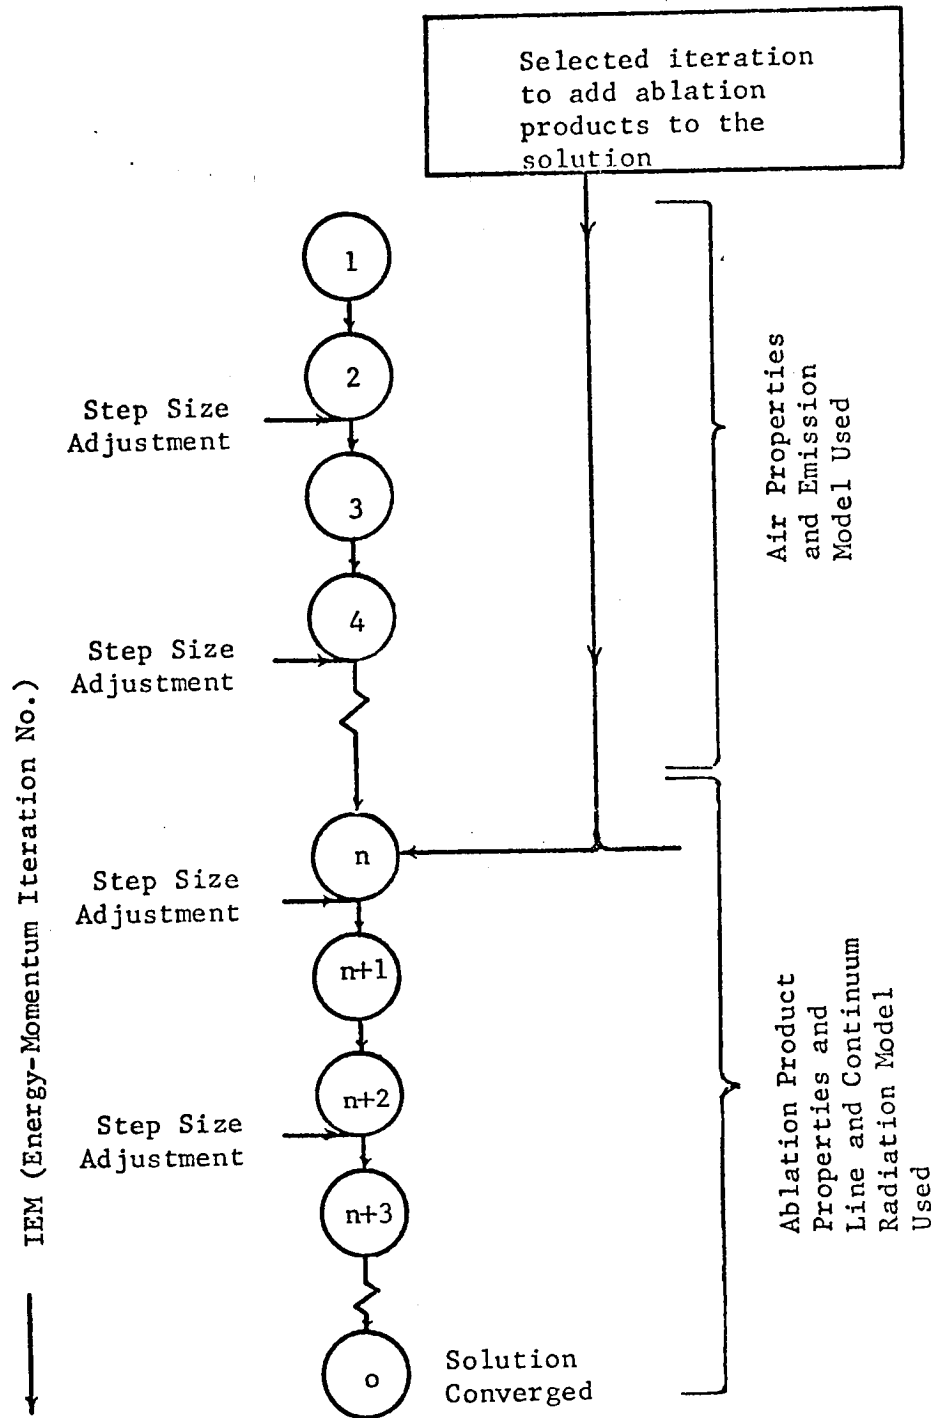 Selected iteration
to add ablation
products to the
solution
1
2
Step Size
Adjustment
3
4
Step Size
Adjustment
n
Step Size
Adjustment
n+1
n+2
Step Size
Adjustment
n+3
o
Solution
Converged
IEM (Energy-Momentum Iteration No.)
Air Properties
and Emission
Model Used
Ablation Product
Properties and
Line and Continuum
Radiation Model
Used